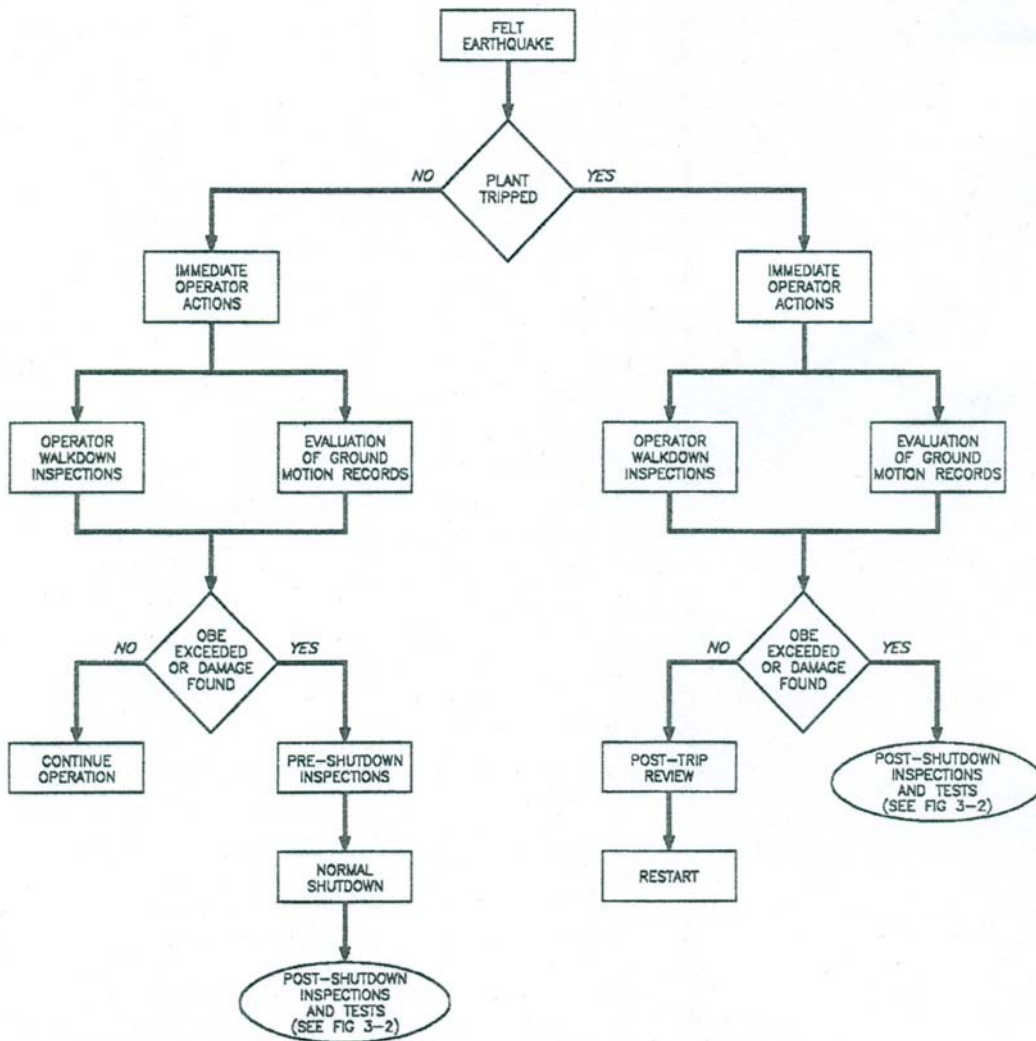 FELT
EARTHQUAKE
NO
PLANT
TRIPPED
YES
IMMEDIATE
OPERATOR
ACTIONS
IMMEDIATE
OPERATOR
ACTIONS
OPERATOR
WALKDOWN
INSPECTIONS
EVALUATION
OF GROUND
MOTION RECORDS
OPERATOR
WALKDOWN
INSPECTIONS
EVALUATION
OF GROUND
MOTION RECORDS
NO
OBE
EXCEEDED
OR DAMAGE
FOUND
YES
NO
OBE
EXCEEDED
OR DAMAGE
FOUND
YES
CONTINUE
OPERATION
PRE-SHUTDOWN
INSPECTIONS
POST-TRIP
REVIEW
POST-SHUTDOWN
INSPECTIONS
AND TESTS
(SEE FIG 3-2)
NORMAL
SHUTDOWN
RESTART
POST-SHUTDOWN
INSPECTIONS
AND TESTS
(SEE FIG 3-2)